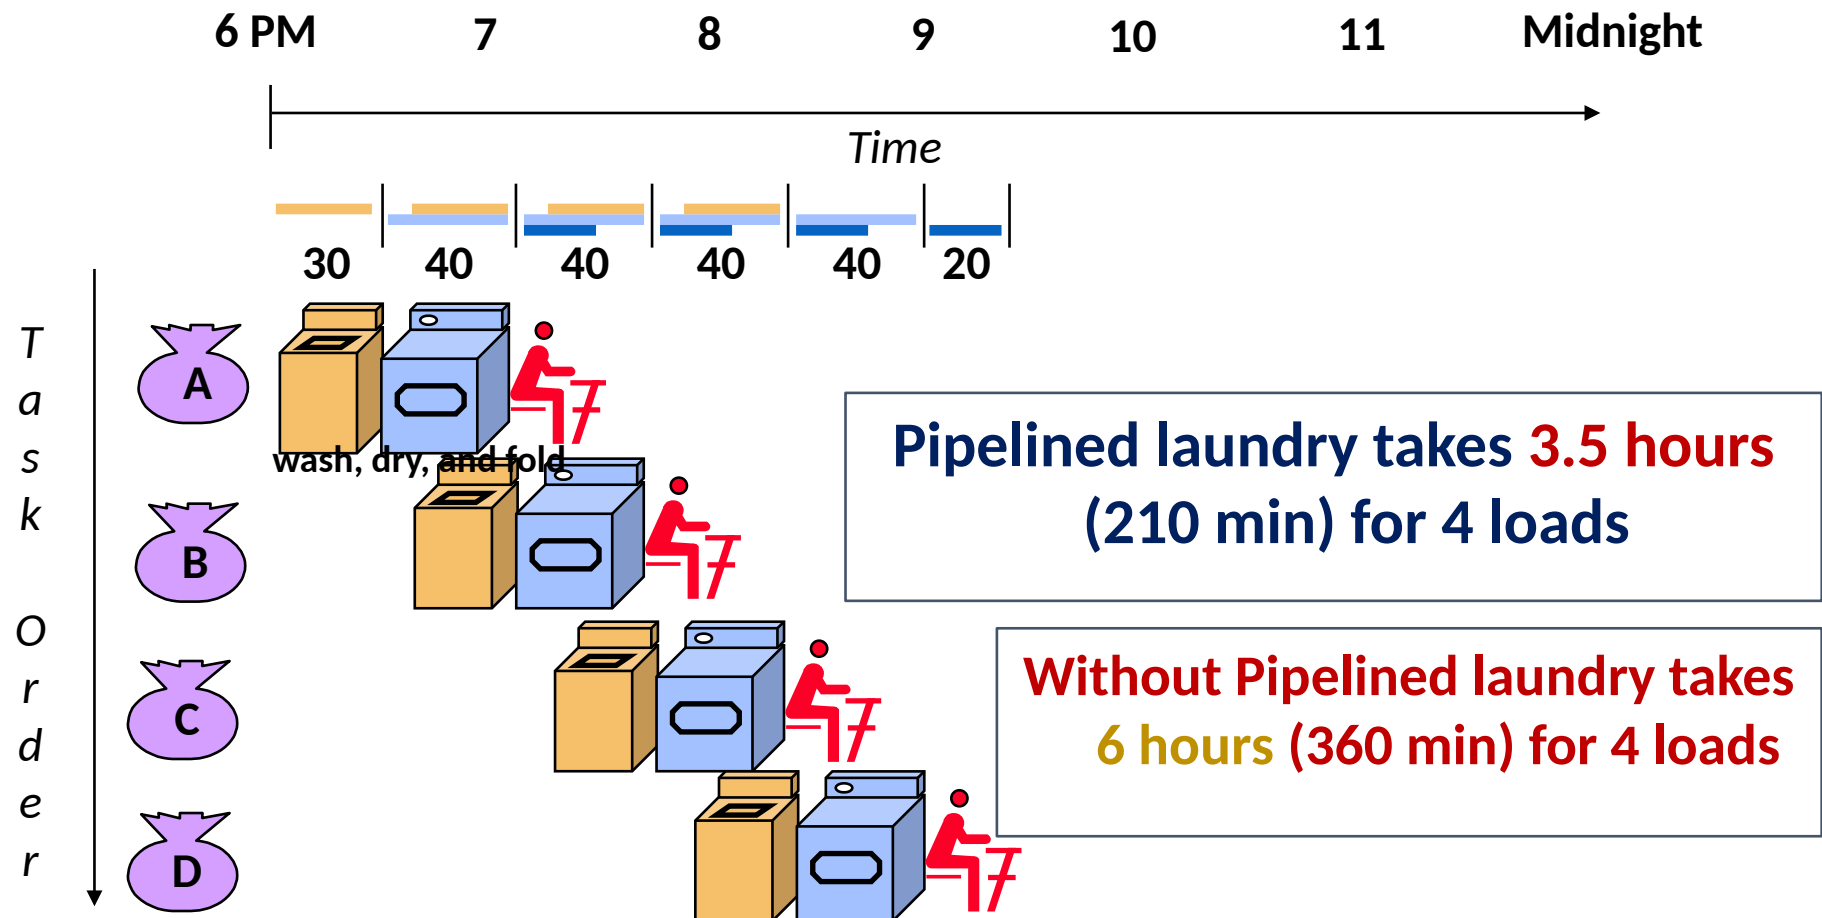 6 PM 7 8 9 10 11 Midnight
Time
30 40 40 40 40 20
Task Order
A
wash, dry, and fold
B
C
D
Pipelined laundry takes 3.5 hours
(210 min) for 4 loads
Without Pipelined laundry takes
6 hours (360 min) for 4 loads